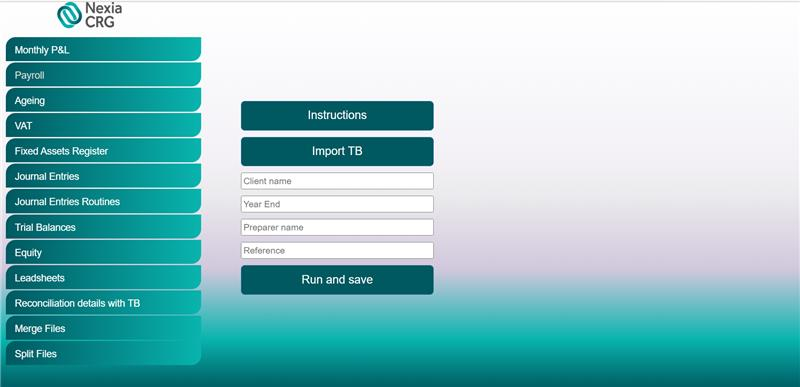 Nexia
CRG
Monthly P&L
Payroll
Ageing
VAT
Fixed Assets Register
Journal Entries
Journal Entries Routines
Trial Balances
Equity
Leadsheets
Reconciliation details with TB
Merge Files
Split Files
Instructions
Import TB
Client name
Year End
Preparer name
Reference
Run and save